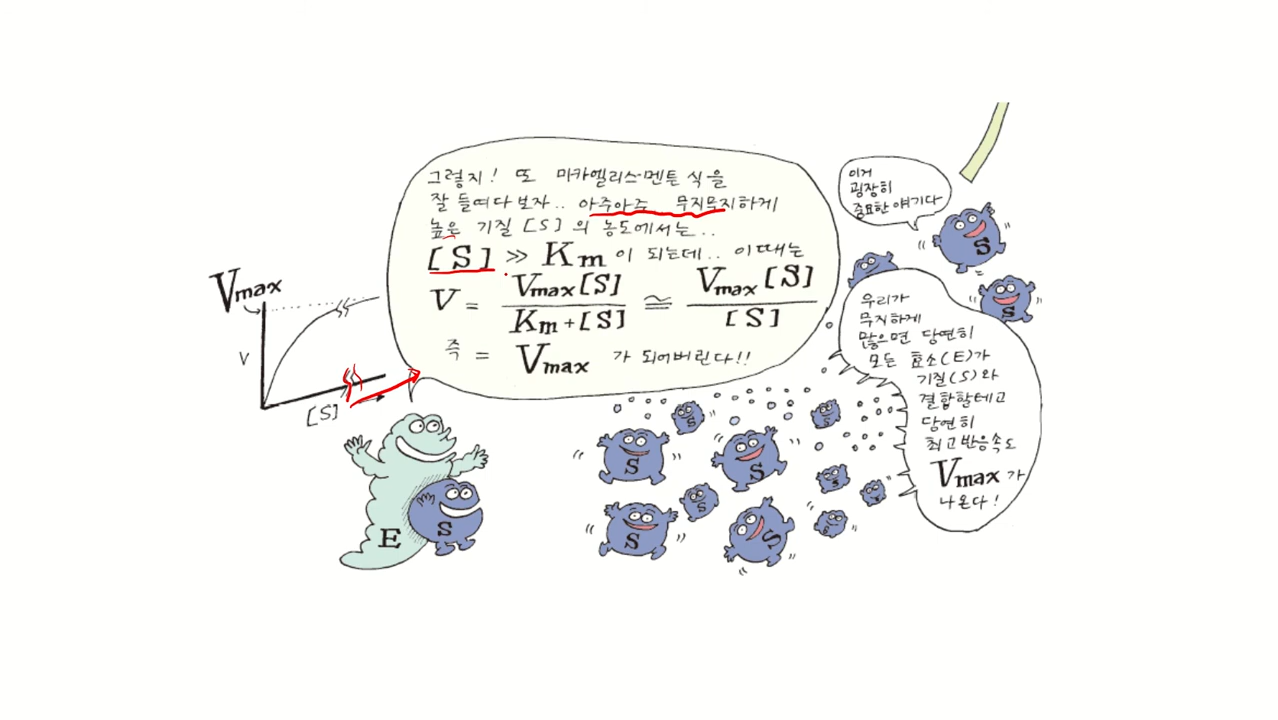 그렇지! 또 미카엘리스-멘튼 식을
잘 들여다 보자.. 아주아주 무지무지하게
높은 기질 [S] 의 농도에서는..
[S] ≫ Km 이 되는데.. 이때는
V = Vmax[S] / Km+[S] ≅ Vmax[S] / [S]
즉 = Vmax 가 되어버린다!!
이거
굉장히
중요한 얘기다
우리가
무지하게
많으면 당연히
모든 효소(E)가
기질(S)와
결합할테고
당연히
최고반응속도
Vmax 가
나온다!
Vmax
V
[S]
E
S
S
S
S
S
S
S
S
S
S
S
S